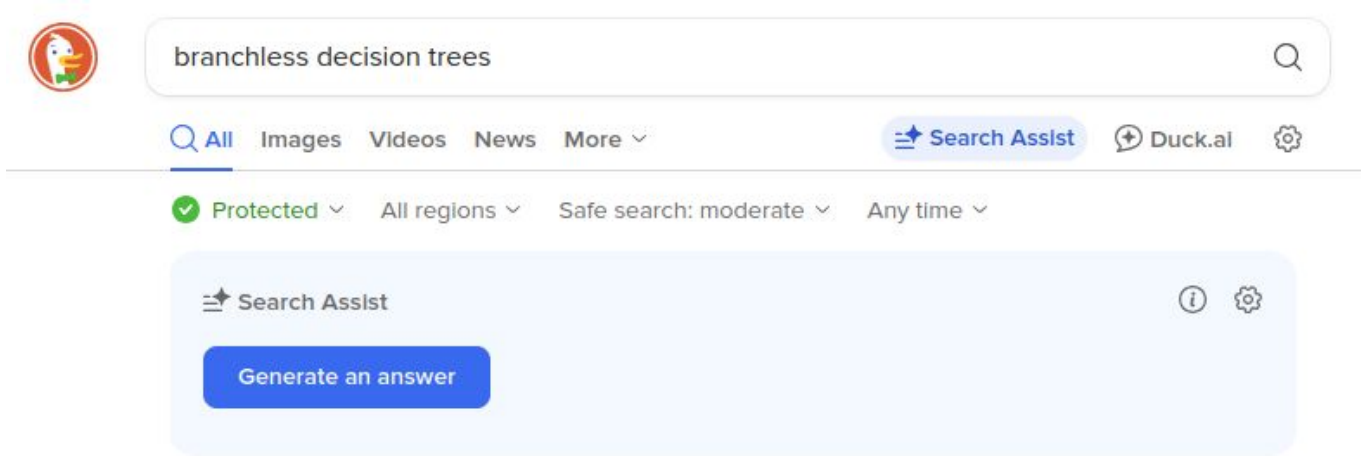 branchless decision trees
All Images Videos News More Search Assist Duck.ai
Protected All regions Safe search: moderate Any time
Search Assist
Generate an answer